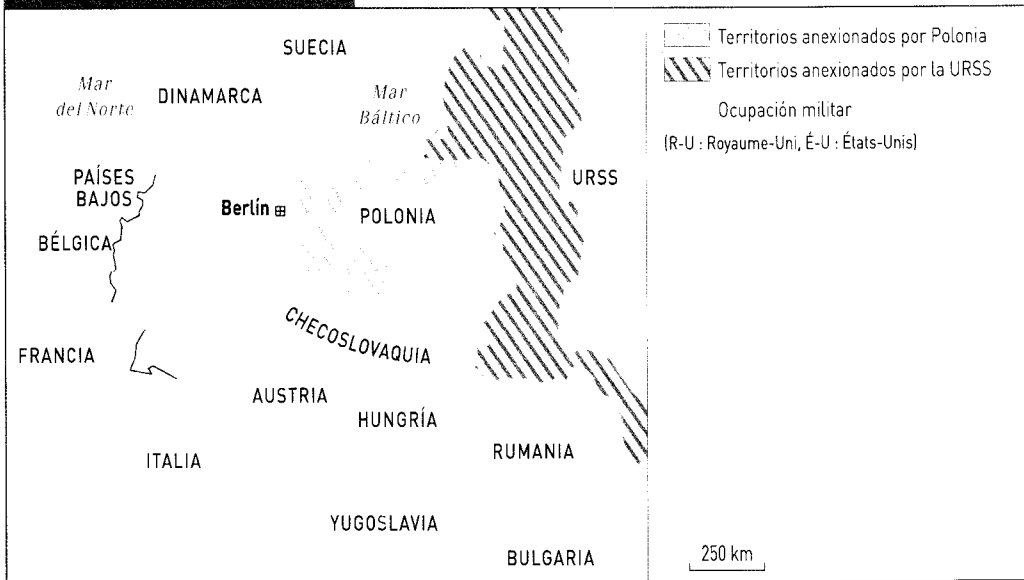 SUECIA
Mar
del Norte
DINAMARCA
Mar
Báltico
PAÍSES
BAJOS
BÉLGICA
Berlín
POLONIA
URSS
CHECOSLOVAQUIA
FRANCIA
AUSTRIA
HUNGRÍA
ITALIA
RUMANIA
YUGOSLAVIA
BULGARIA
Territorios anexionados por Polonia
Territorios anexionados por la URSS
Ocupación militar
(R-U : Royaume-Uni, É-U : États-Unis)
250 km